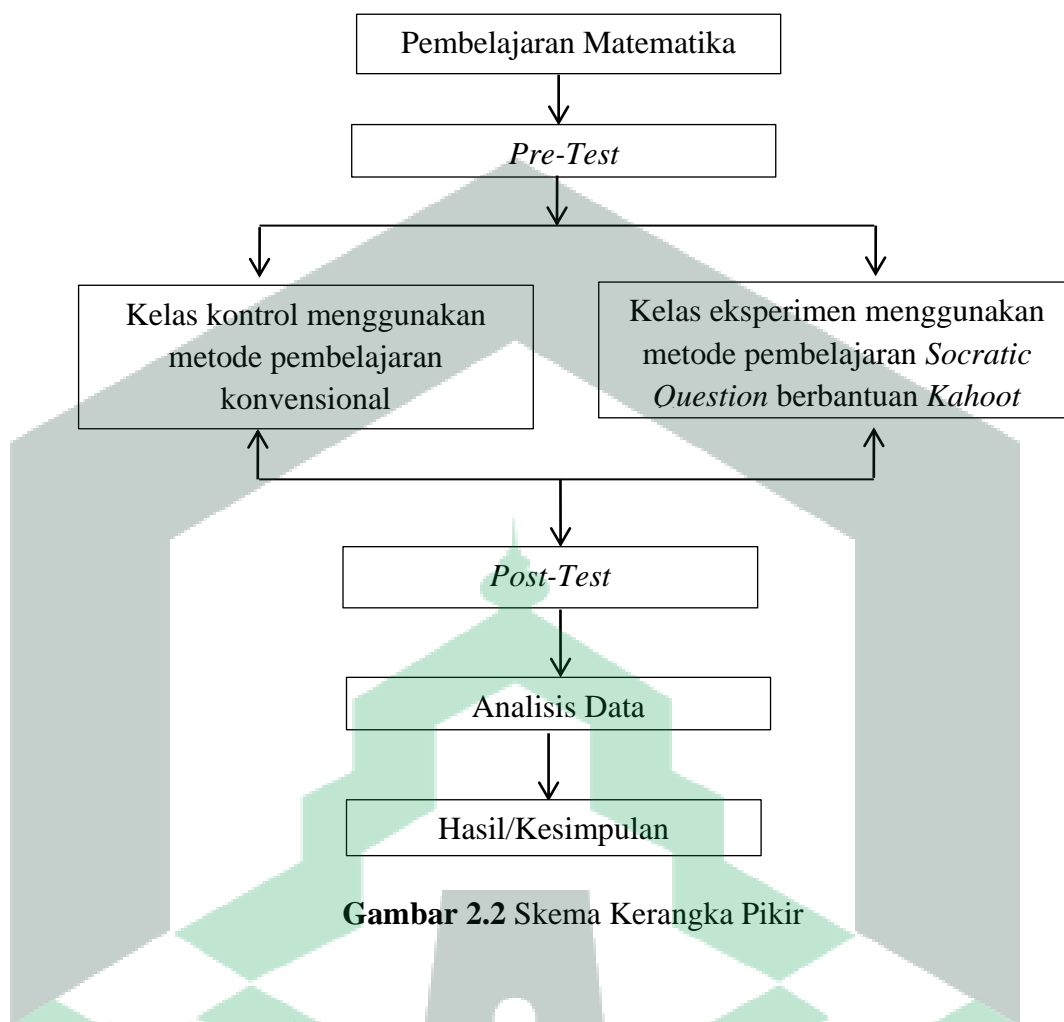 Pembelajaran Matematika
Pre-Test
Kelas kontrol menggunakan
metode pembelajaran
konvensional
Kelas eksperimen menggunakan
metode pembelajaran Socratic
Question berbantuan Kahoot
Post-Test
Analisis Data
Hasil/Kesimpulan
Gambar 2.2 Skema Kerangka Pikir